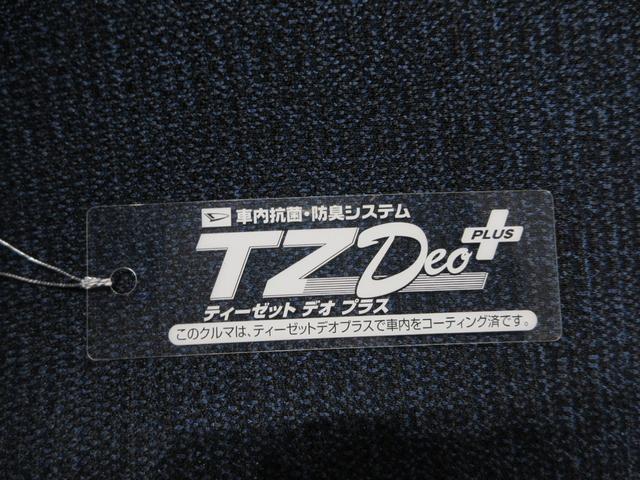 車内抗菌・防臭システム
TZ Deo PLUS
ティーゼット デオ プラス
このクルマは、ティーゼットデオプラスで車内をコーティング済です。